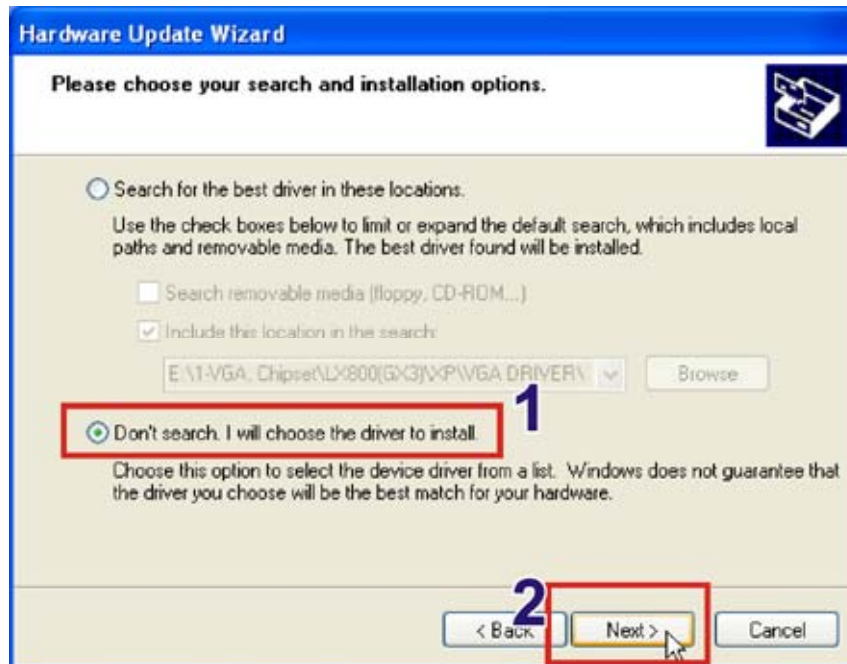 Hardware Update Wizard
Please choose your search and installation options.
Search for the best driver in these locations.
Use the check boxes below to limit or expand the default search, which includes local
paths and removable media. The best driver found will be installed.
Search removable media (floppy, CD-ROM...)
Include this location in the search:
E:\1-VGA, Chipset\LX800(GX3)\XP\VGA DRIVER\
Browse
1
Don't search. I will choose the driver to install.
Choose this option to select the device driver from a list. Windows does not guarantee that
the driver you choose will be the best match for your hardware.
2
< Back
Next >
Cancel